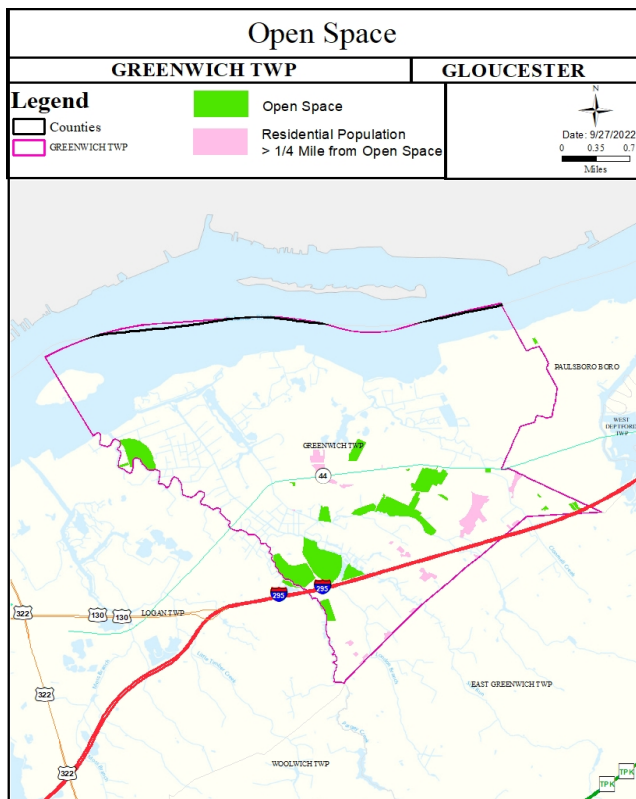 Open Space
GREENWICH TWP
GLOUCESTER
Legend
Counties
GREENWICH TWP
Open Space
Residential Population
> 1/4 Mile from Open Space
N
Date: 9/27/2022
0 0.35 0.7
Miles
PAULSBORO BORO
WEST
DEPTFORD
TWP
GREENWICH TWP
44
295
295
LOGAN TWP
322
130
130
322
322
EAST GREENWICH TWP
WOOLWICH TWP
TPK
TPK